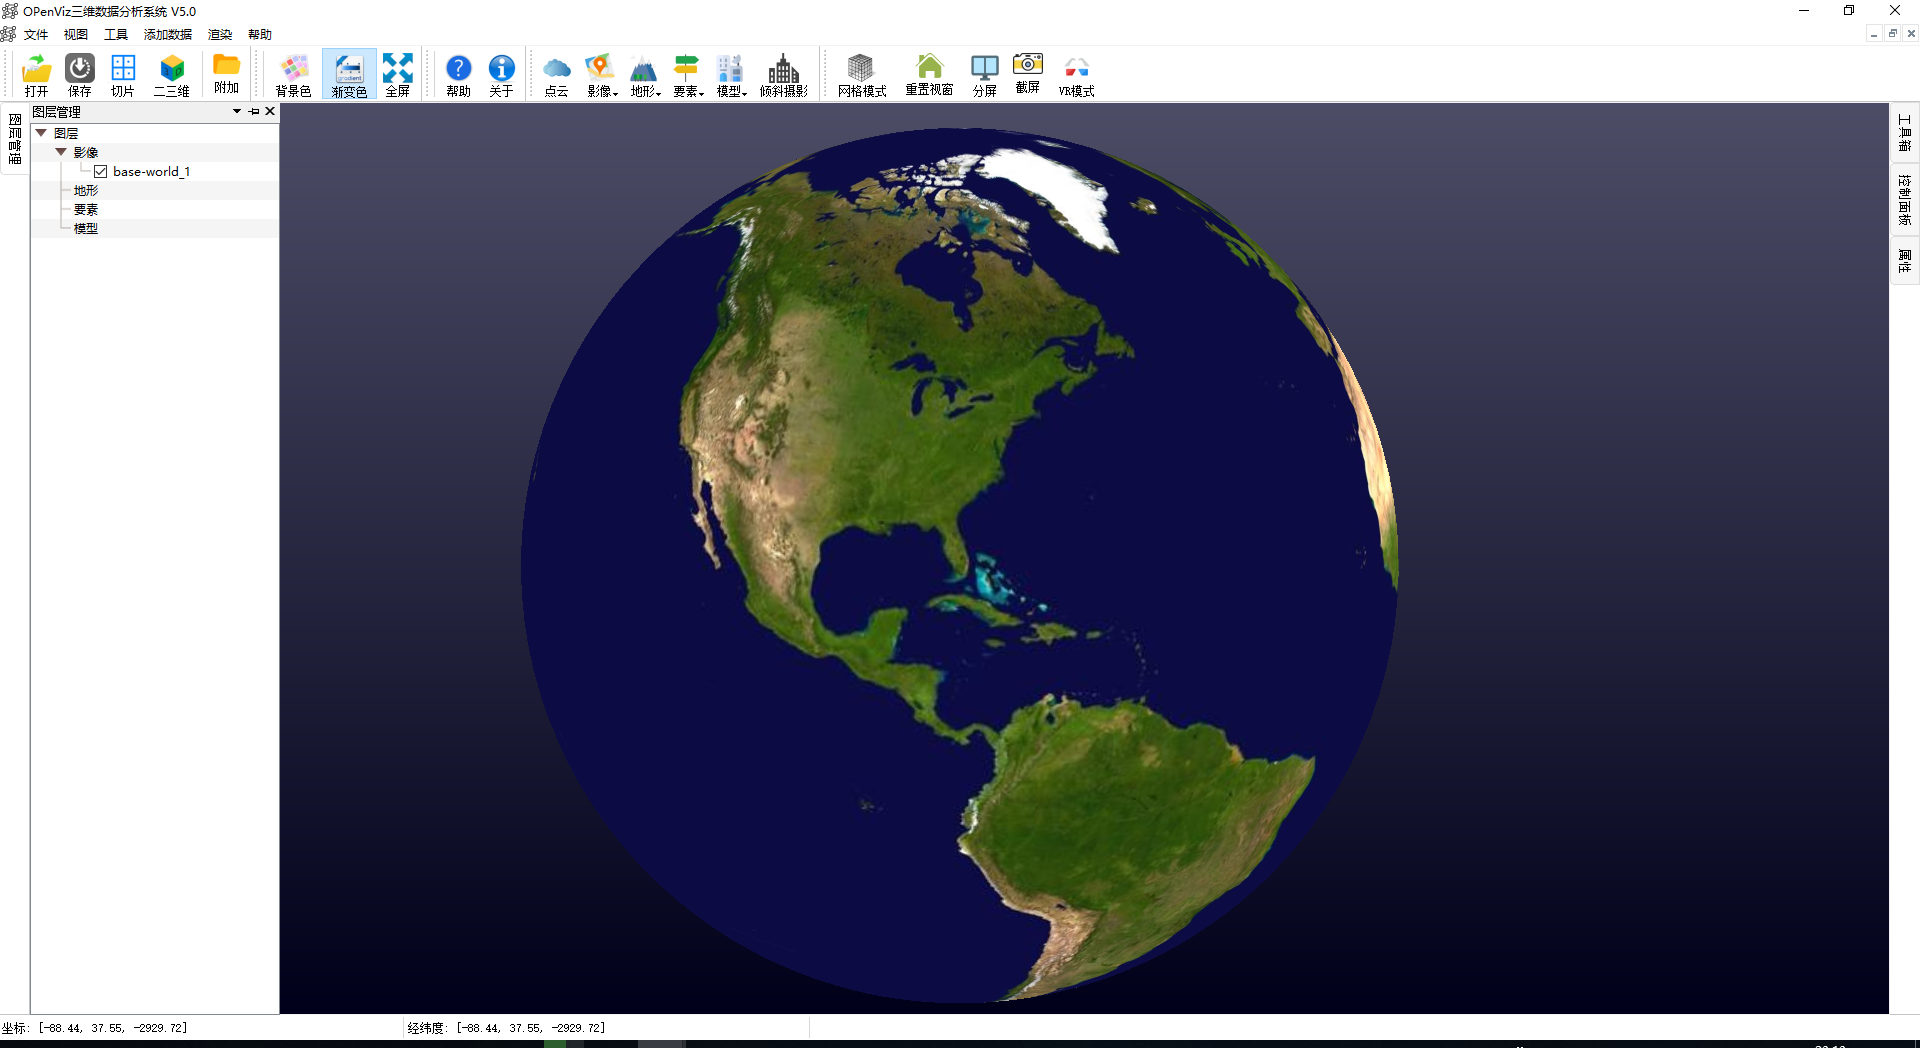 OPenViz三维数据分析系统 V5.0
文件 视图 工具 添加数据 渲染 帮助
打开 保存 切片 二三维 附加 背景色 渐变色 全屏 帮助 关于 点云 影像 地形 要素 模型 倾斜摄影 网格模式 重置视窗 分屏 截屏 VR模式
gradient
图层管理
图层管理
图层
影像
base-world_1
地形
要素
模型
工具箱
控制面板
属性
坐标: [-88.44, 37.55, -2929.72] 经纬度: [-88.44, 37.55, -2929.72]